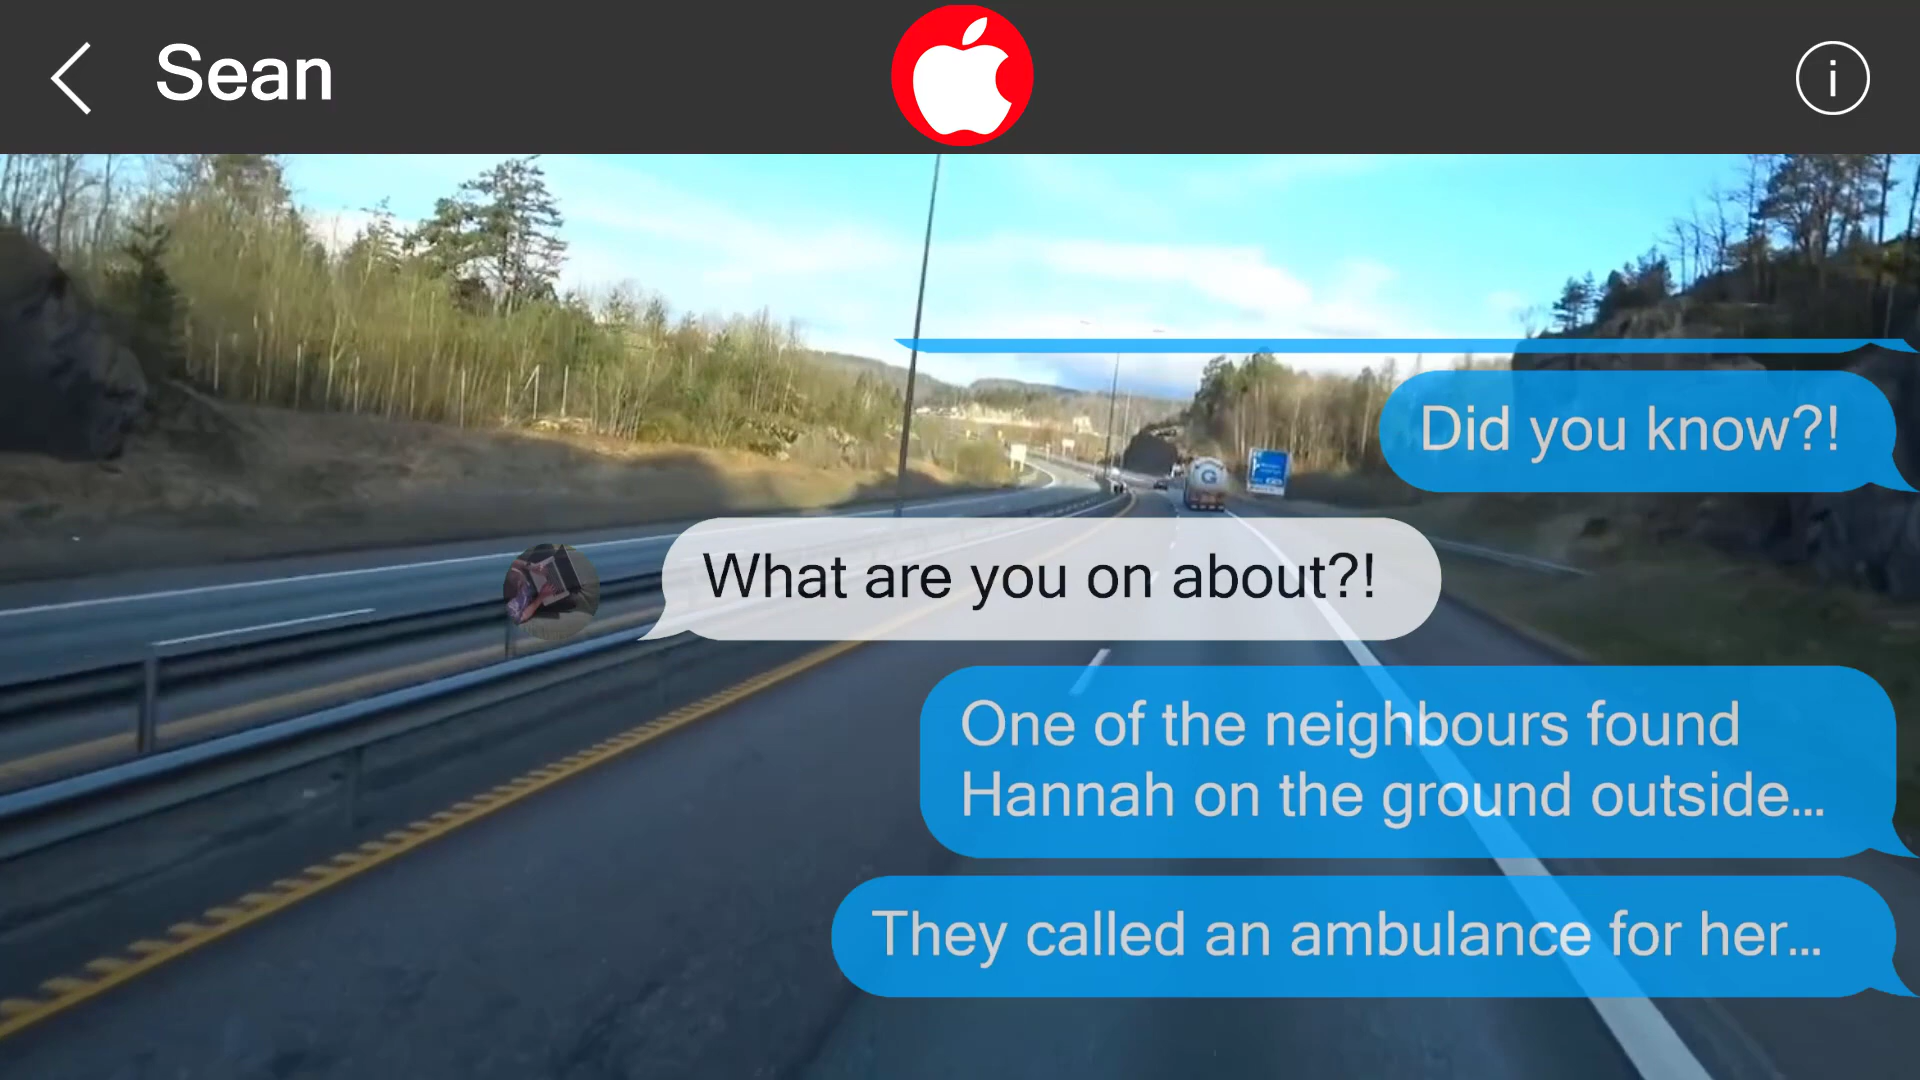 Sean
Did you know?!
What are you on about?!
One of the neighbours found
Hannah on the ground outside...
They called an ambulance for her...
G